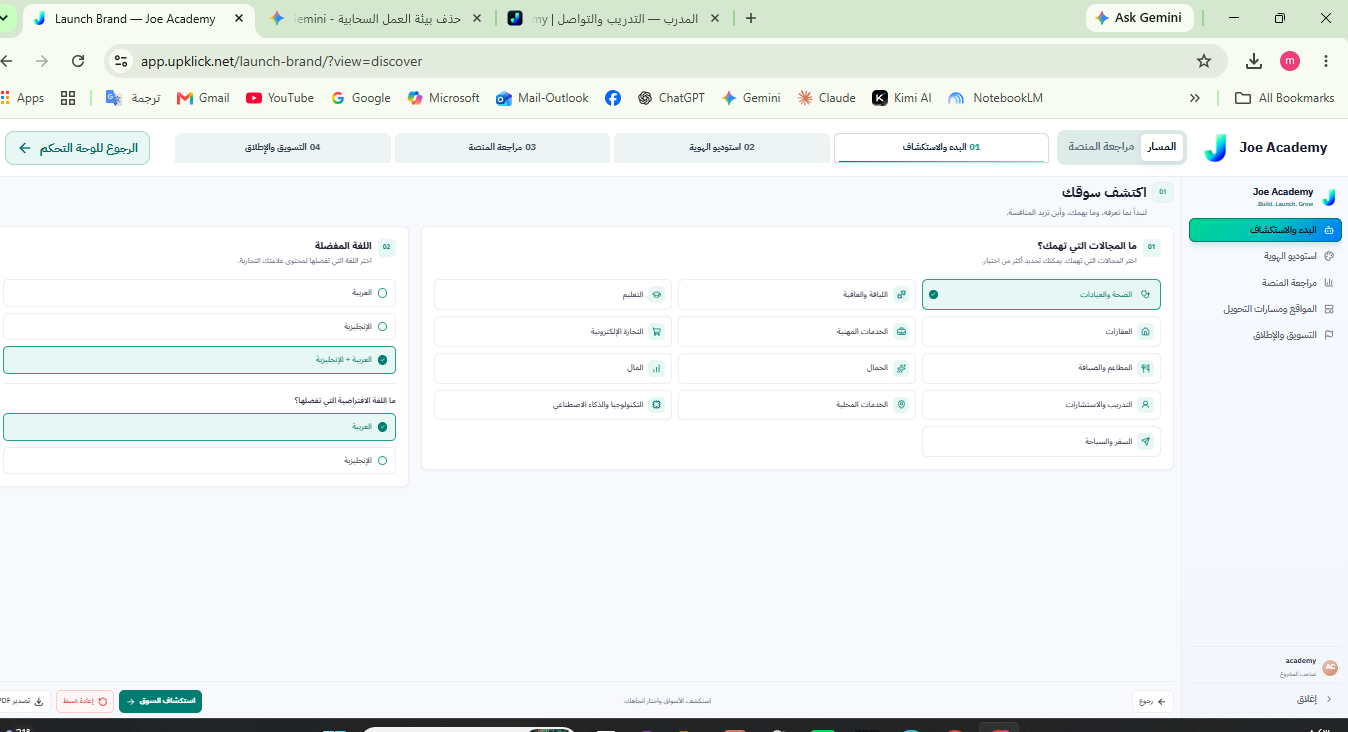 Launch Brand — Joe Academy
حذف بيئة العمل السحابية - Gemini
المدرب — التدريب والتواصل | my
Ask Gemini
app.upklick.net/launch-brand/?view=discover
m
Apps
ترجمة
Gmail
YouTube
Google
Microsoft
Mail-Outlook
ChatGPT
Gemini
Claude
Kimi AI
NotebookLM
All Bookmarks
Joe Academy
المسار
مراجعة المنصة
01 البدء والاستكشاف
02 استوديو الهوية
03 مراجعة المنصة
04 التسويق والإطلاق
الرجوع للوحة التحكم
Joe Academy
Build. Launch. Grow.
البدء والاستكشاف
استوديو الهوية
مراجعة المنصة
المواقع ومسارات التحويل
التسويق والإطلاق
academy
صاحب المشروع
AC
إغلاق
01
اكتشف سوقك
لنبدأ بما تعرفه، وما يهمك، وأين تريد المنافسة.
01
ما المجالات التي تهمك؟
اختر المجالات التي تهمك. يمكنك تحديد أكثر من اختيار.
الصحة والعيادات
اللياقة والعافية
التعليم
العقارات
الخدمات المهنية
التجارة الإلكترونية
المطاعم والضيافة
الجمال
المال
التدريب والاستشارات
الخدمات المحلية
التكنولوجيا والذكاء الاصطناعي
السفر والسياحة
02
اللغة المفضلة
اختر اللغة التي تفضلها لمحتوى علامتك التجارية.
العربية
الإنجليزية
العربية + الإنجليزية
ما اللغة الافتراضية التي تفضلها؟
العربية
الإنجليزية
رجوع
استكشف الأسواق واختار اتجاهك.
استكشاف السوق
إعادة ضبط
تصدير PDF